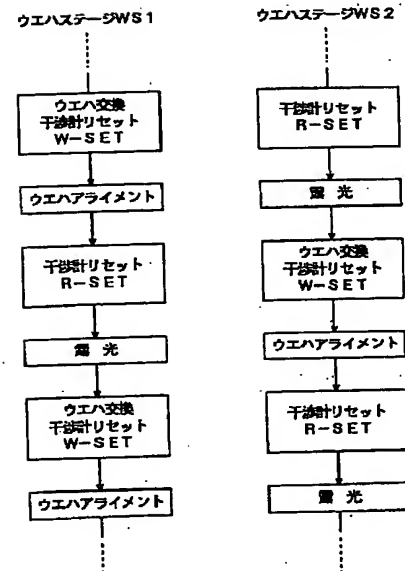 ウエハステージWS1
ウエハ交換
干渉計リセット
W-SET
ウエハアライメント
干渉計リセット
R-SET
露光
ウエハ交換
干渉計リセット
W-SET
ウエハアライメント
ウエハステージWS2
干渉計リセット
R-SET
露光
ウエハ交換
干渉計リセット
W-SET
ウエハアライメント
干渉計リセット
R-SET
露光